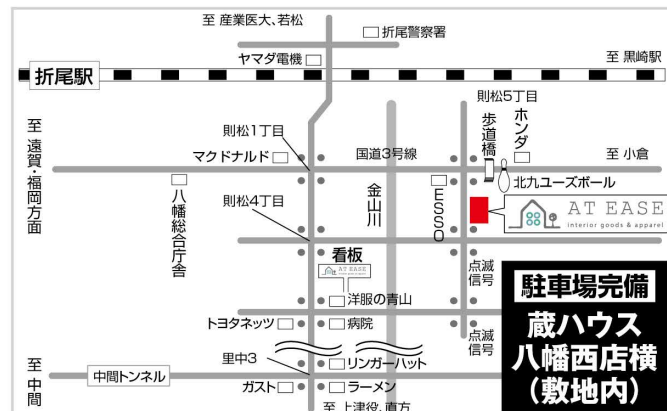 至 産業医大、若松
折尾警察署
ヤマダ電機
至 黒崎駅
折尾駅
則松5丁目
至 遠賀・福岡方面
則松1丁目
マクドナルド
国道3号線
歩道橋
ホンダ
至 小倉
北九ユーズボール
八幡総合庁舎
則松4丁目
金山川
ESSO
AT EASE
interior goods & apparel
看板
AT EASE
点滅信号
洋服の青山
トヨタネッツ
病院
点滅信号
駐車場完備
蔵ハウス
八幡西店横
(敷地内)
至 中間
中間トンネル
里中3
リンガーハット
ガスト
ラーメン
至 上津役、直方